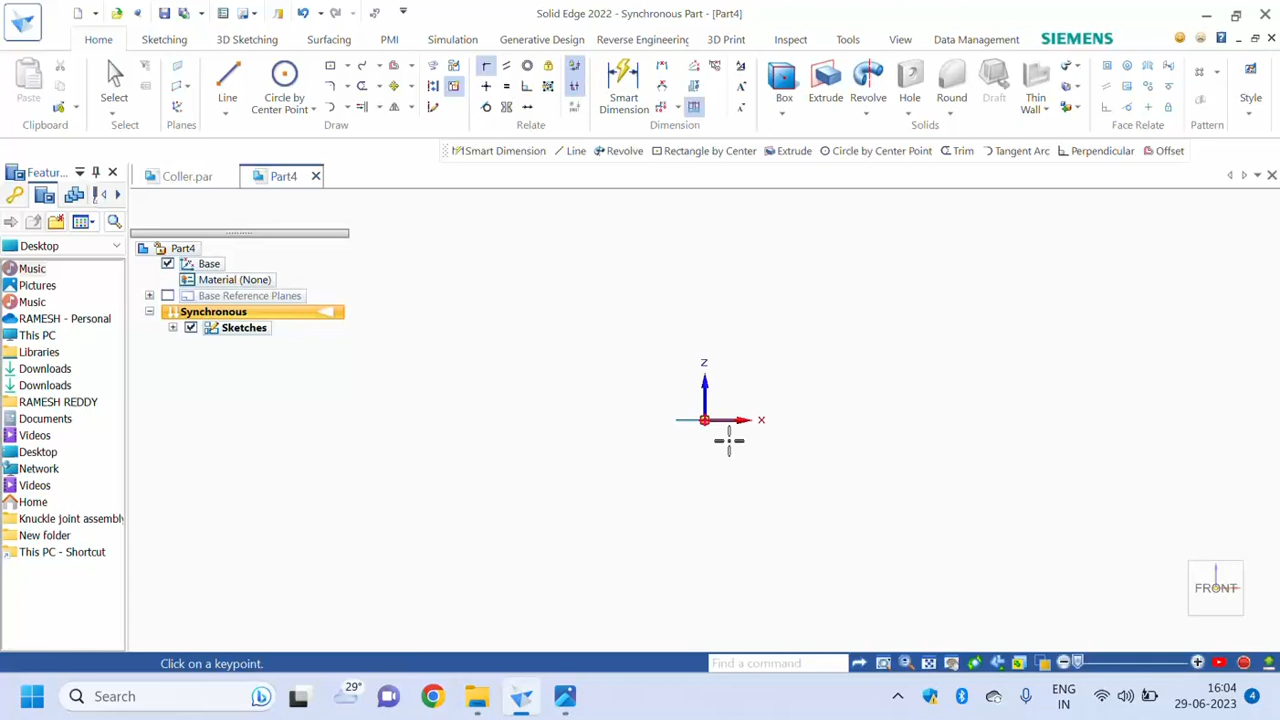 Solid Edge 2022 - Synchronous Part - [Part4]
Home Sketching 3D Sketching Surfacing PMI Simulation Generative Design Reverse Engineering 3D Print Inspect Tools View Data Management SIEMENS
Paste Select Line Circle by Center Point Smart Dimension Box Extrude Revolve Hole Round Draft Thin Wall Style
Clipboard Select Planes Draw Relate Dimension Solids Face Relate Pattern
Smart Dimension Line Revolve Rectangle by Center Extrude Circle by Center Point Trim Tangent Arc Perpendicular Offset
Featur... Coller.par Part4
Desktop
Part4
Base
Material (None)
Base Reference Planes
Synchronous
Sketches
Music
Pictures
Music
RAMESH - Personal
This PC
Libraries
Downloads
Downloads
RAMESH REDDY
Documents
Videos
Desktop
Network
Videos
Home
Knuckle joint assembly
New folder
This PC - Shortcut
Z
X
FRONT
Click on a keypoint. Find a command
Search 29° ENG IN 16:04 29-06-2023 4